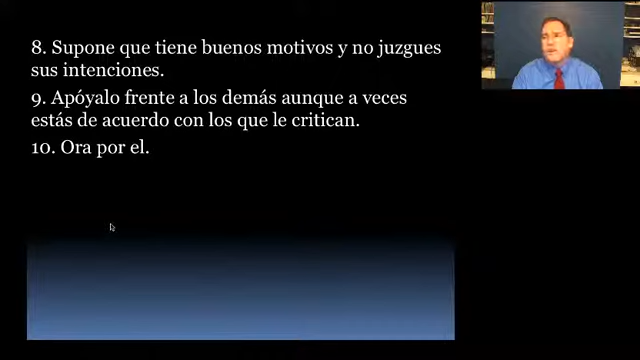 8. Supone que tiene buenos motivos y no juzgues
sus intenciones.
9. Apóyalo frente a los demás aunque a veces
estás de acuerdo con los que le critican.
10. Ora por el.